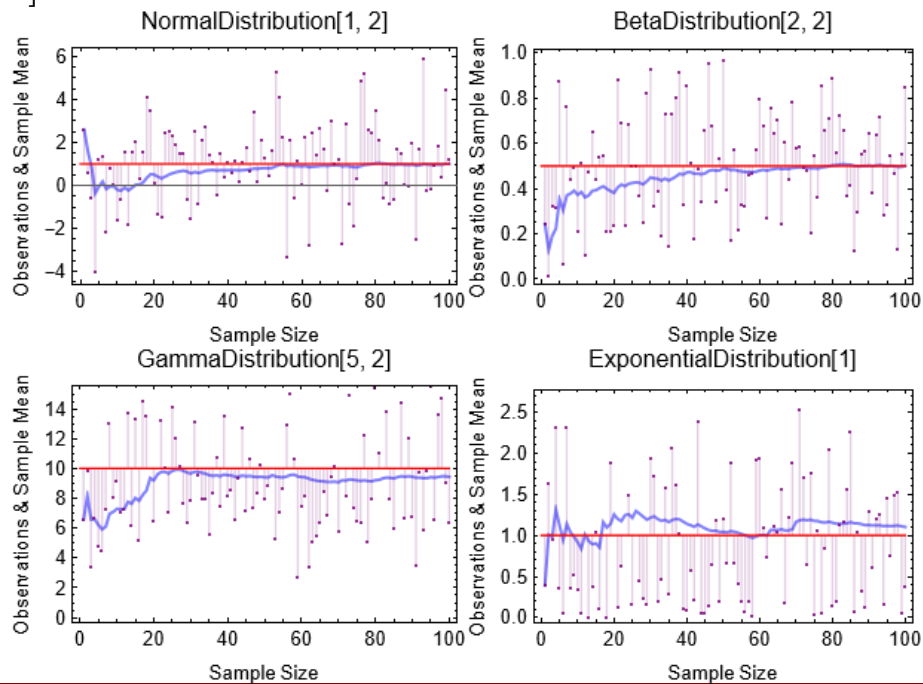 ]
NormalDistribution[1, 2]
Observations & Sample Mean
6
4
2
0
−2
−4
0 20 40 60 80 100
Sample Size
BetaDistribution[2, 2]
Observations & Sample Mean
1.0
0.8
0.6
0.4
0.2
0.0
0 20 40 60 80 100
Sample Size
GammaDistribution[5, 2]
Observations & Sample Mean
14
12
10
8
6
4
2
0
0 20 40 60 80 100
Sample Size
ExponentialDistribution[1]
Observations & Sample Mean
2.5
2.0
1.5
1.0
0.5
0.0
0 20 40 60 80 100
Sample Size